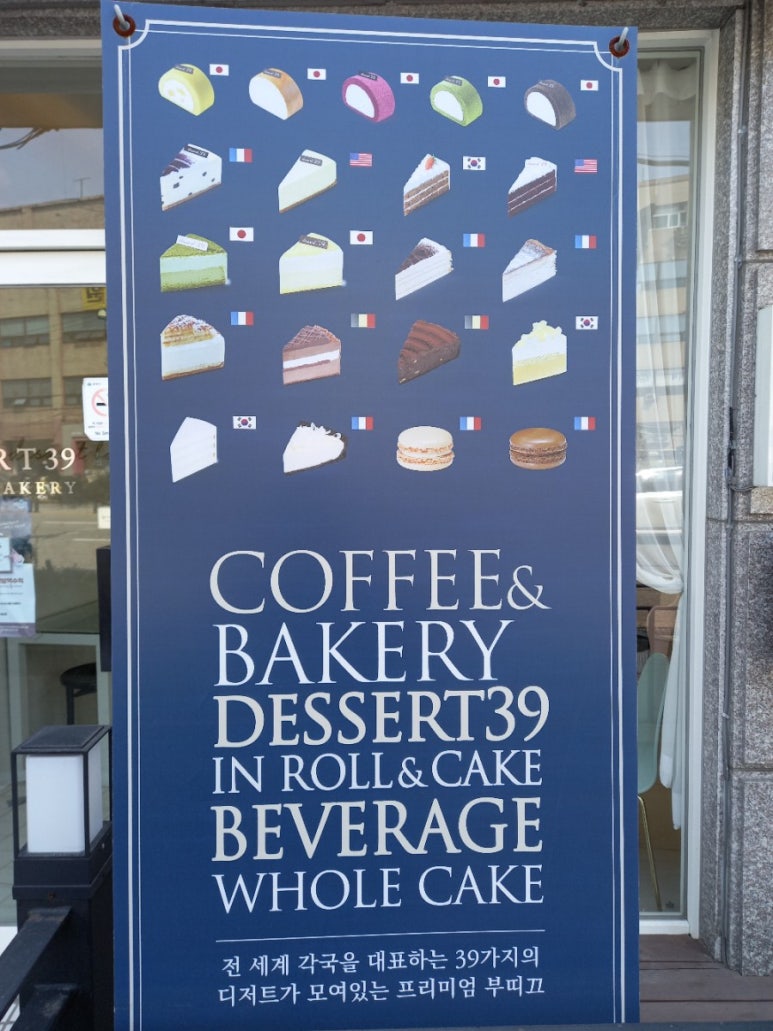 COFFEE&
BAKERY
DESSERT39
IN ROLL&CAKE
BEVERAGE
WHOLE CAKE
전 세계 각국을 대표하는 39가지의
디저트가 모여있는 프리미엄 부띠끄
RT39
AKERY